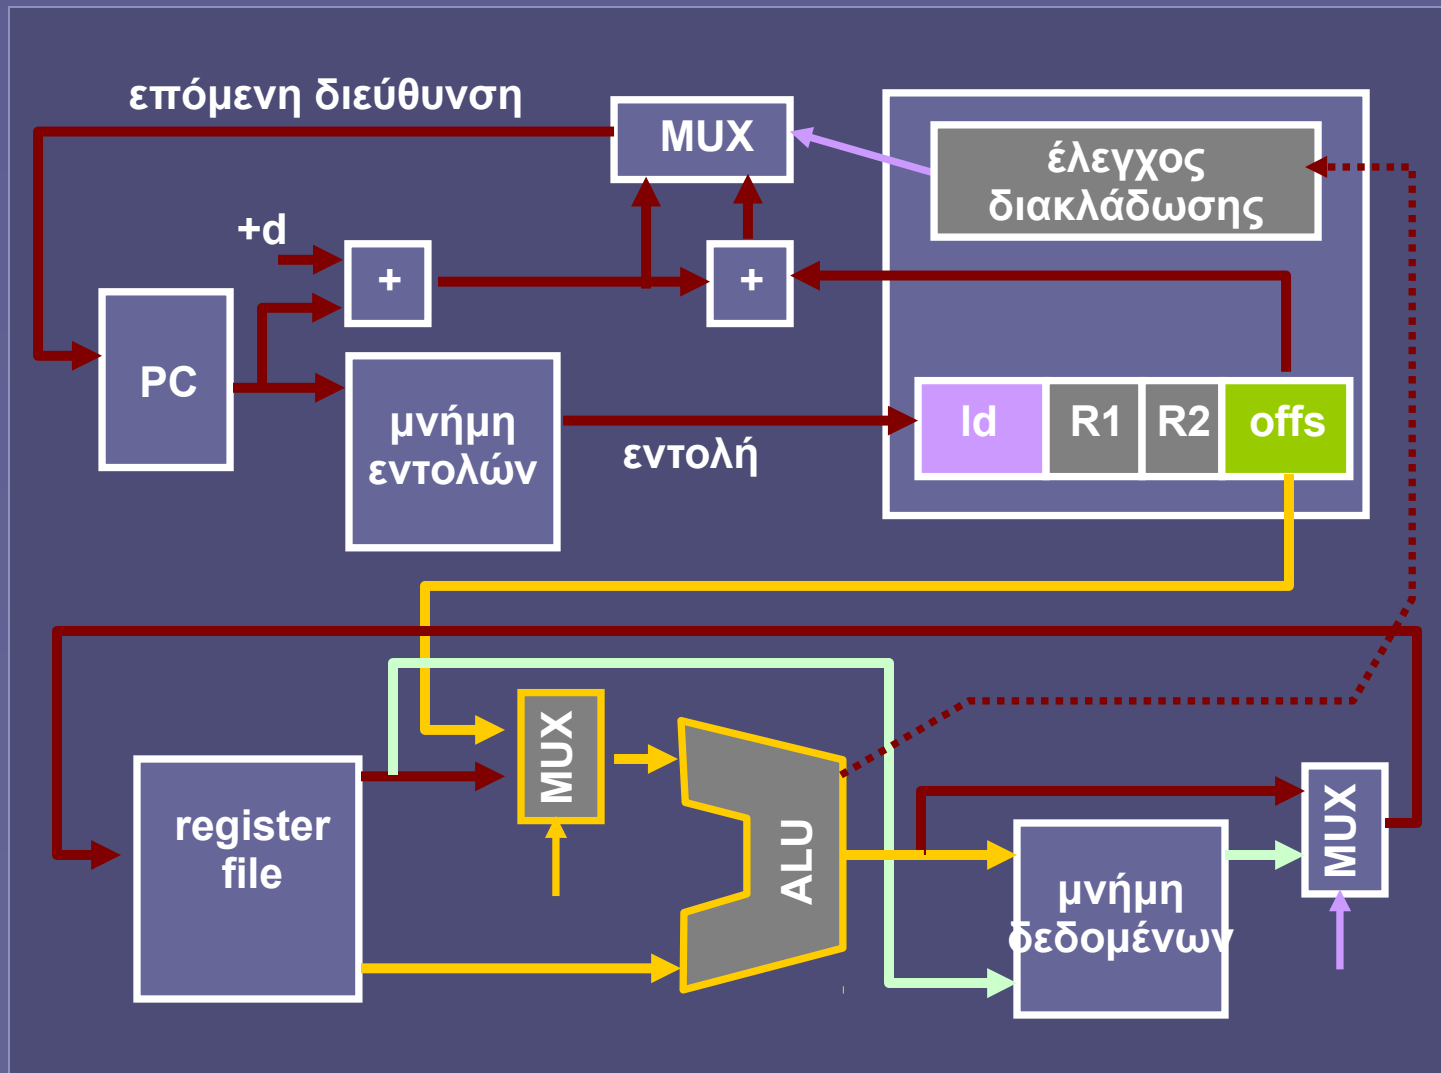 επόμενη διεύθυνση
MUX
έλεγχος
διακλάδωσης
+d
+
+
PC
μνήμη
εντολών
εντολή
ld
R1
R2
offs
MUX
register
file
ALU
μνήμη
δεδομένων
MUX